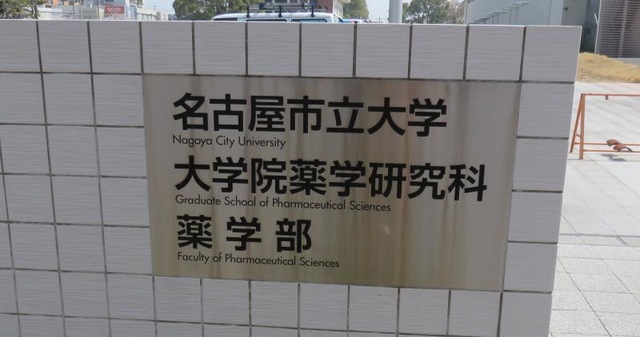 名古屋市立大学
Nagoya City University
大学院薬学研究科
Graduate School of Pharmaceutical Sciences
薬学部
Faculty of Pharmaceutical Sciences